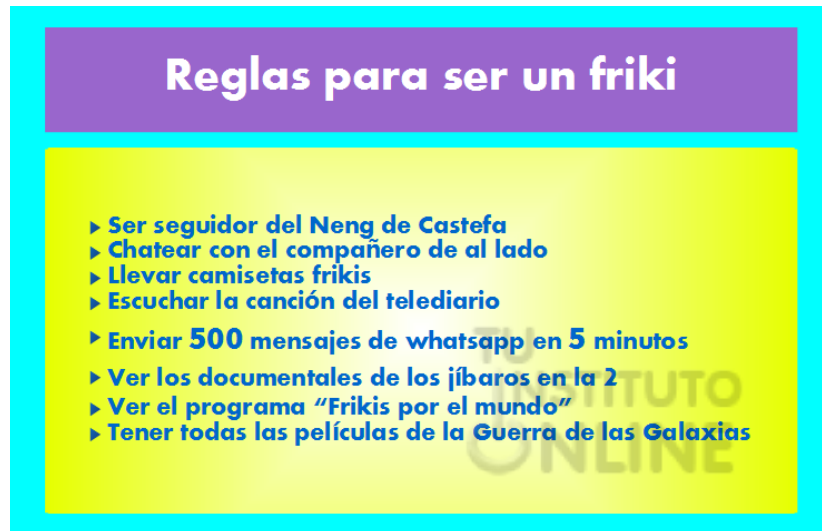 Reglas para ser un friki
Ser seguidor del Neng de Castefa
Chatear con el compañero de al lado
Llevar camisetas frikis
Escuchar la canción del telediario
Enviar 500 mensajes de whatsapp en 5 minutos
Ver los documentales de los jíbaros en la 2
Ver el programa “Frikis por el mundo”
Tener todas las películas de la Guerra de las Galaxias
TU
INSTITUTO
ONLINE